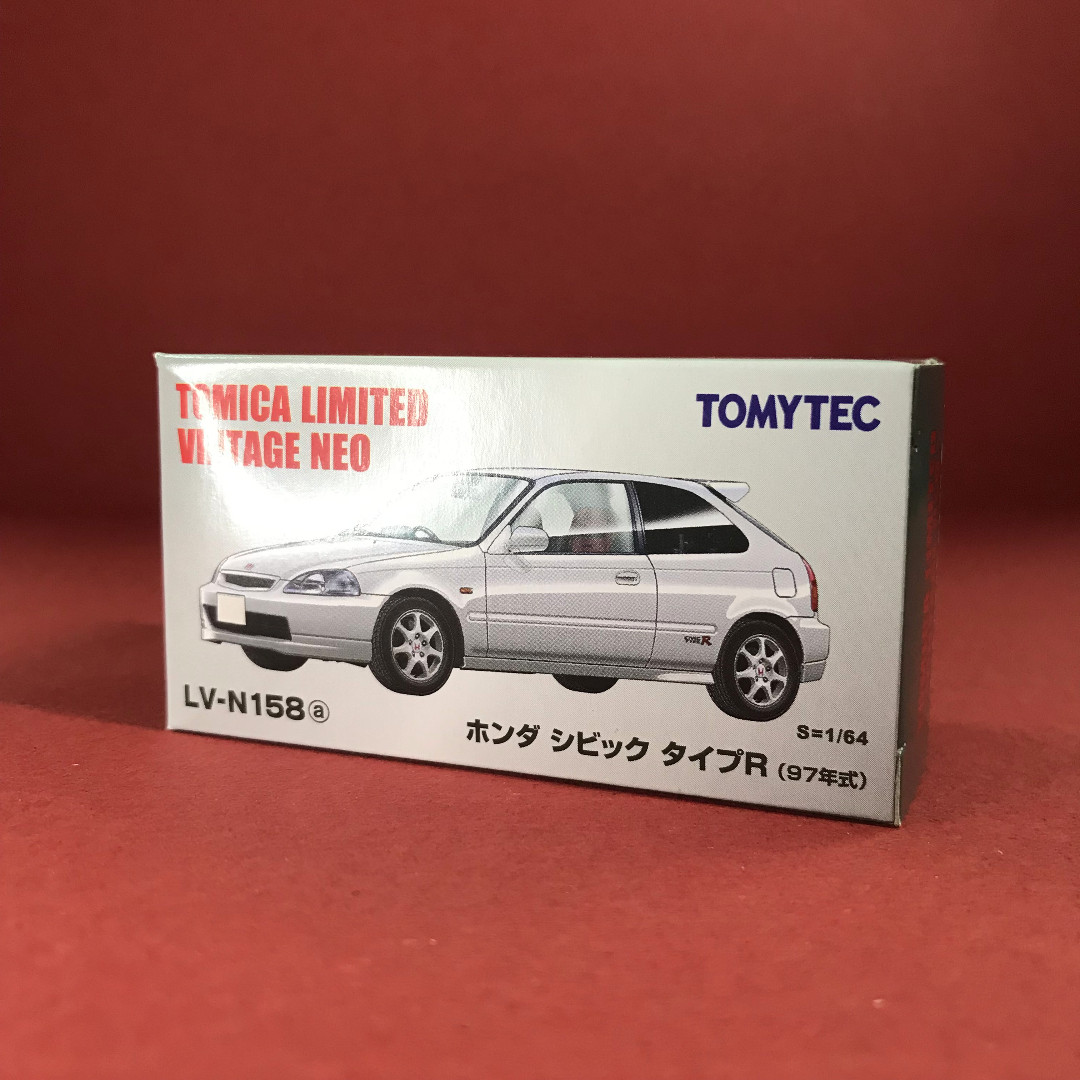 TOMICA LIMITED
VINTAGE NEO
TOMYTEC
TYPE R
LV-N158ⓐ
S=1/64
ホンダ シビック タイプR (97年式)